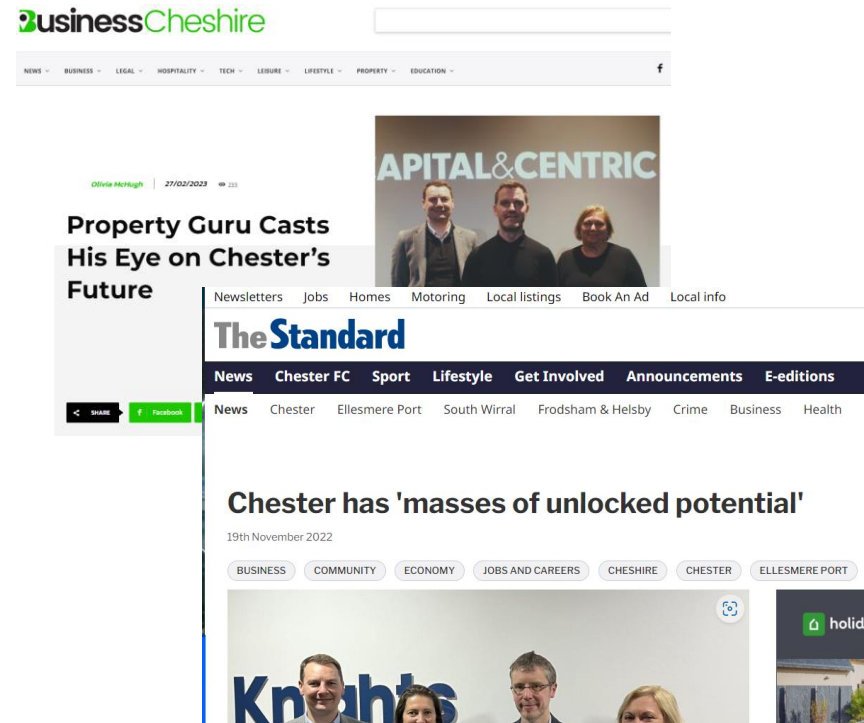 BusinessCheshire
NEWS BUSINESS LEGAL HOSPITALITY TECH LEISURE LIFESTYLE PROPERTY EDUCATION f
APITAL&CENTRIC
Olivia McHugh 27/02/2023 233
Property Guru Casts
His Eye on Chester's
Future
SHARE f Facebook
Newsletters Jobs Homes Motoring Local listings Book An Ad Local info
The Standard
News Chester FC Sport Lifestyle Get Involved Announcements E-editions
News Chester Ellesmere Port South Wirral Frodsham & Helsby Crime Business Health
Chester has 'masses of unlocked potential'
19th November 2022
BUSINESS COMMUNITY ECONOMY JOBS AND CAREERS CHESHIRE CHESTER ELLESMERE PORT
holid
Knights